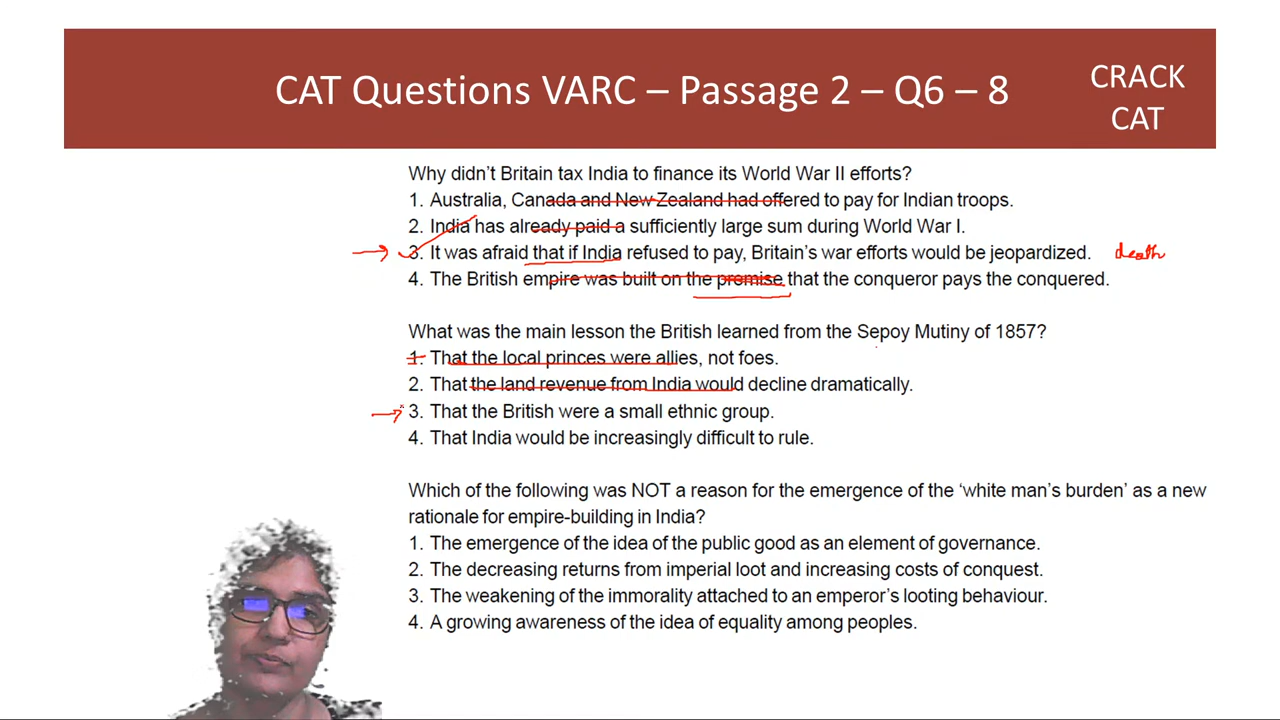 CAT Questions VARC – Passage 2 – Q6 – 8
CRACK
CAT
Why didn't Britain tax India to finance its World War II efforts?
1. Australia, Canada and New Zealand had offered to pay for Indian troops.
2. India has already paid a sufficiently large sum during World War I.
3. It was afraid that if India refused to pay, Britain's war efforts would be jeopardized. death
4. The British empire was built on the premise that the conqueror pays the conquered.
What was the main lesson the British learned from the Sepoy Mutiny of 1857?
1. That the local princes were allies, not foes.
2. That the land revenue from India would decline dramatically.
3. That the British were a small ethnic group.
4. That India would be increasingly difficult to rule.
Which of the following was NOT a reason for the emergence of the 'white man's burden' as a new
rationale for empire-building in India?
1. The emergence of the idea of the public good as an element of governance.
2. The decreasing returns from imperial loot and increasing costs of conquest.
3. The weakening of the immorality attached to an emperor's looting behaviour.
4. A growing awareness of the idea of equality among peoples.